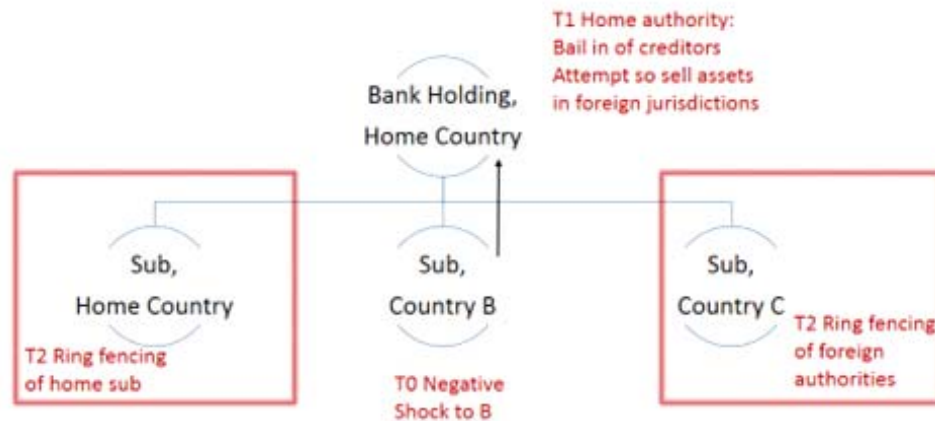 T1 Home authority:
Bail in of creditors
Attempt so sell assets
in foreign jurisdictions
Bank Holding,
Home Country
Sub,
Home Country
T2 Ring fencing
of home sub
Sub,
Country B
T0 Negative
Shock to B
Sub,
Country C
T2 Ring fencing
of foreign
authorities